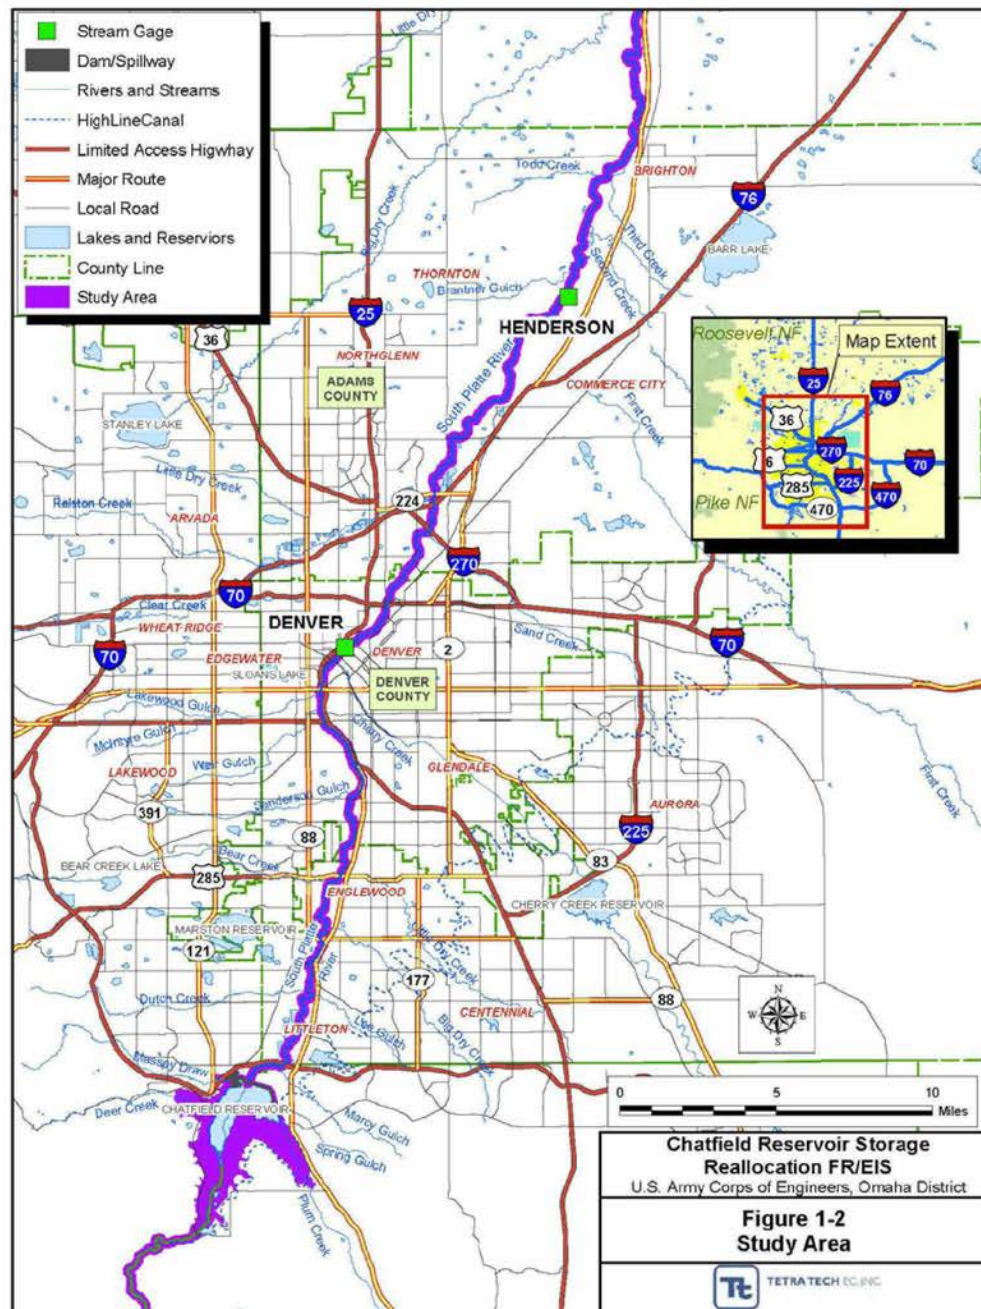 Stream Gage
Dam/Spillway
Rivers and Streams
HighLineCanal
Limited Access Higwhay
Major Route
Local Road
Lakes and Reserviors
County Line
Study Area
Little Dry
Todd Creek
BRIGHTON
76
BARR LAKE
Big Dry Creek
Third Creek
Second Creek
THORNTON
Brantner Gulch
HENDERSON
25
36
NORTHGLENN
ADAMS
COUNTY
South Platte River
COMMERCE CITY
First Creek
Roosevelt NF
Map Extent
25
76
36
270
6
70
285
225
470
Pike NF
470
STANLEY LAKE
Little Dry Creek
Ralston Creek
224
ARVADA
270
70
Clear Creek
WHEAT RIDGE
DENVER
70
EDGEWATER
SLOANS LAKE
DENVER
2
Sand Creek
70
DENVER
COUNTY
Lakewood Gulch
McIntyre Gulch
Cherry Creek
Weir Gulch
LAKEWOOD
GLENDALE
First Creek
Sanderson Gulch
AURORA
391
88
225
Bear Creek
BEAR CREEK LAKE
285
83
ENGLEWOOD
CHERRY CREEK RESERVOIR
MARSTON RESERVOIR
121
South Platte
River
Little Dry Creek
177
Dutch Creek
88
LITTLETON
Lee Gulch
Big Dry Creek
CENTENNIAL
N
W E
S
Massey Draw
Deer Creek
CHATFIELD RESERVOIR
Marcy Gulch
Spring Gulch
Plum Creek
0 5 10
Miles
Chatfield Reservoir Storage
Reallocation FR/EIS
U.S. Army Corps of Engineers, Omaha District
Figure 1-2
Study Area
Tt TETRA TECH EC, INC.